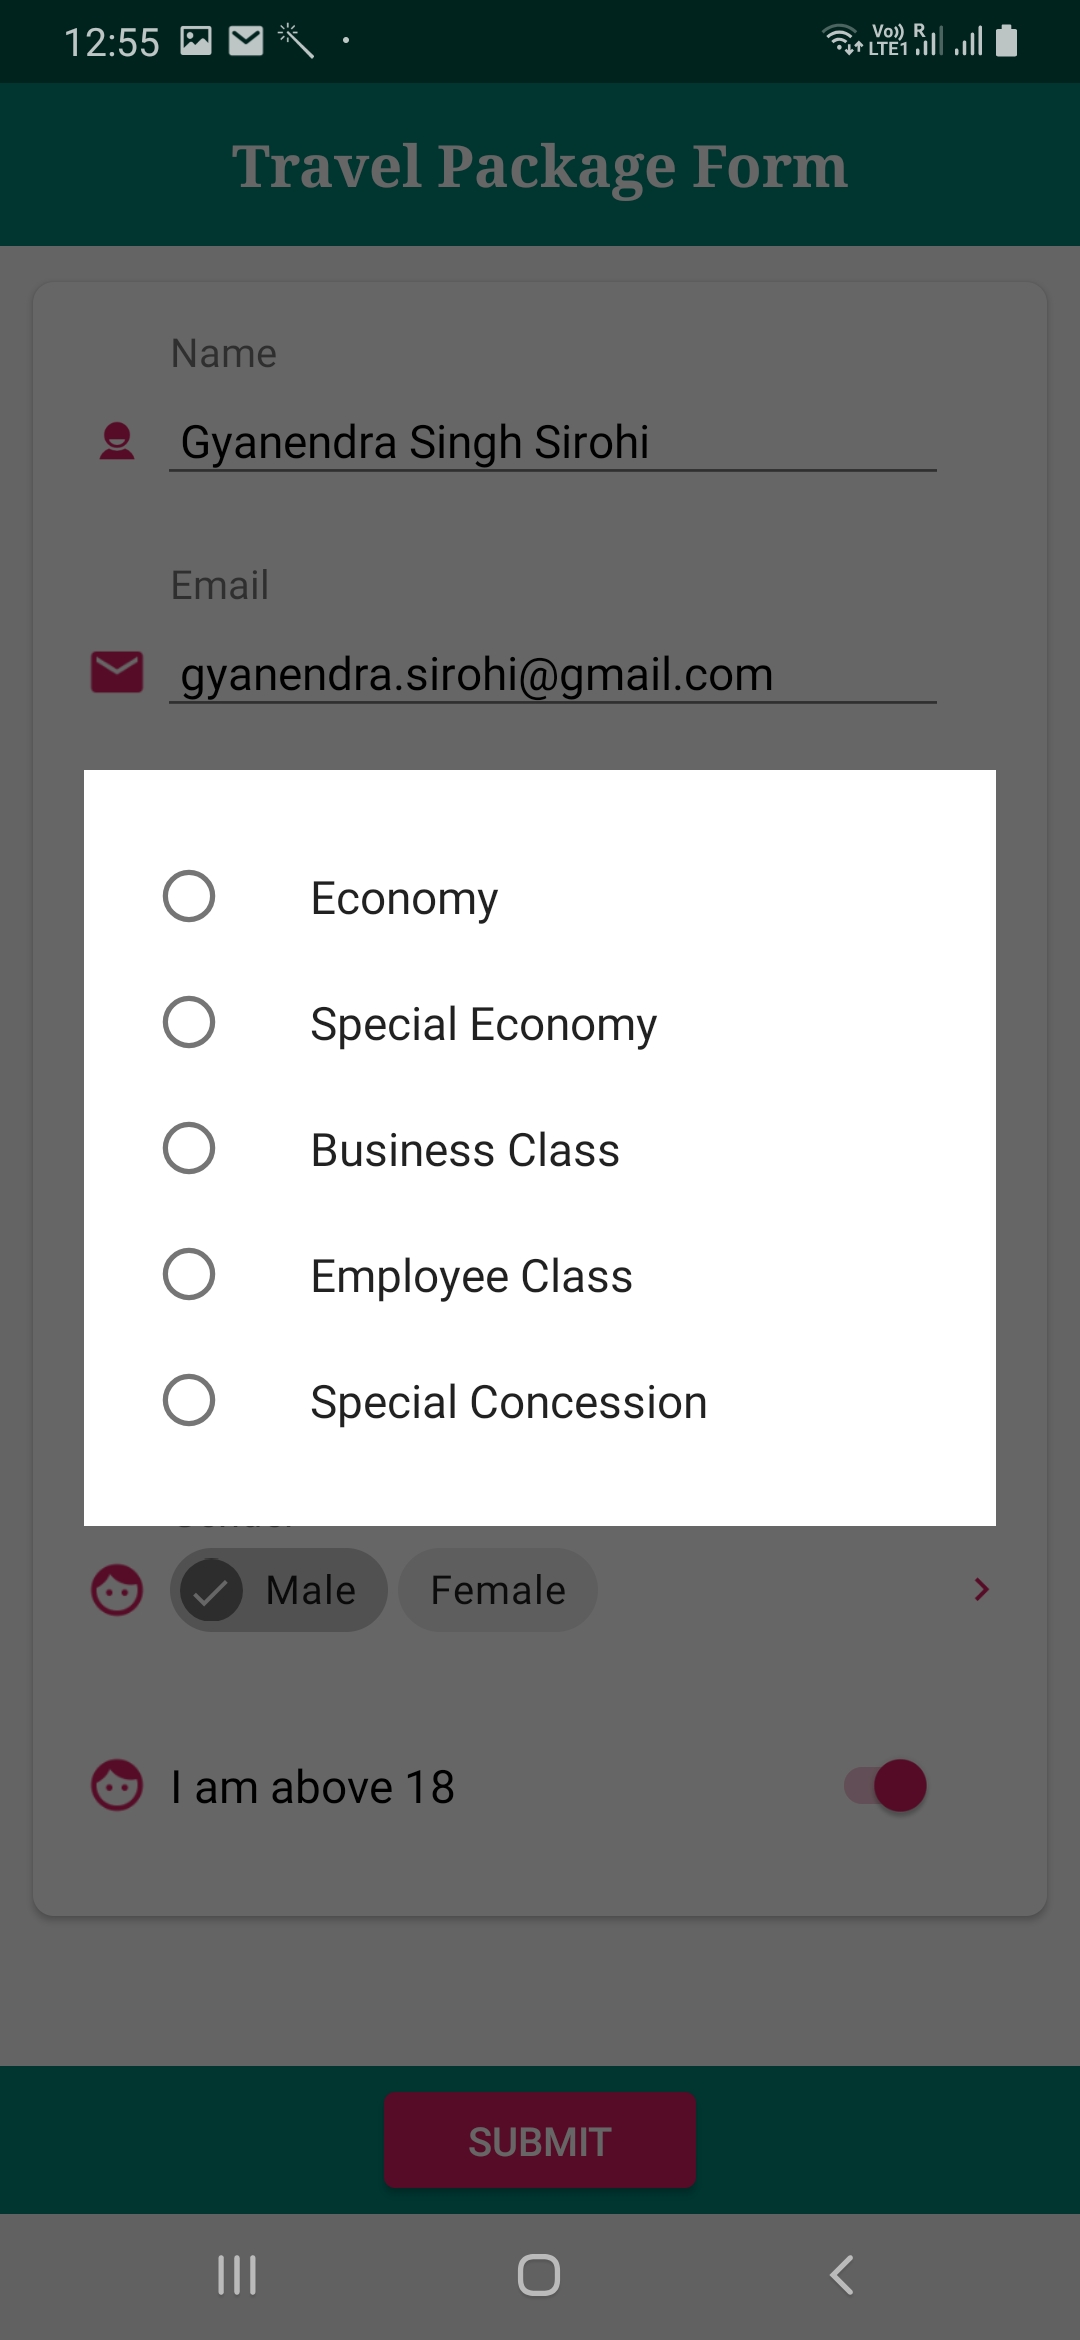 12:55
Vo)) R
LTE1
Travel Package Form
Name
Gyanendra Singh Sirohi
Email
gyanendra.sirohi@gmail.com
Economy
Special Economy
Business Class
Employee Class
Special Concession
Male Female
I am above 18
SUBMIT